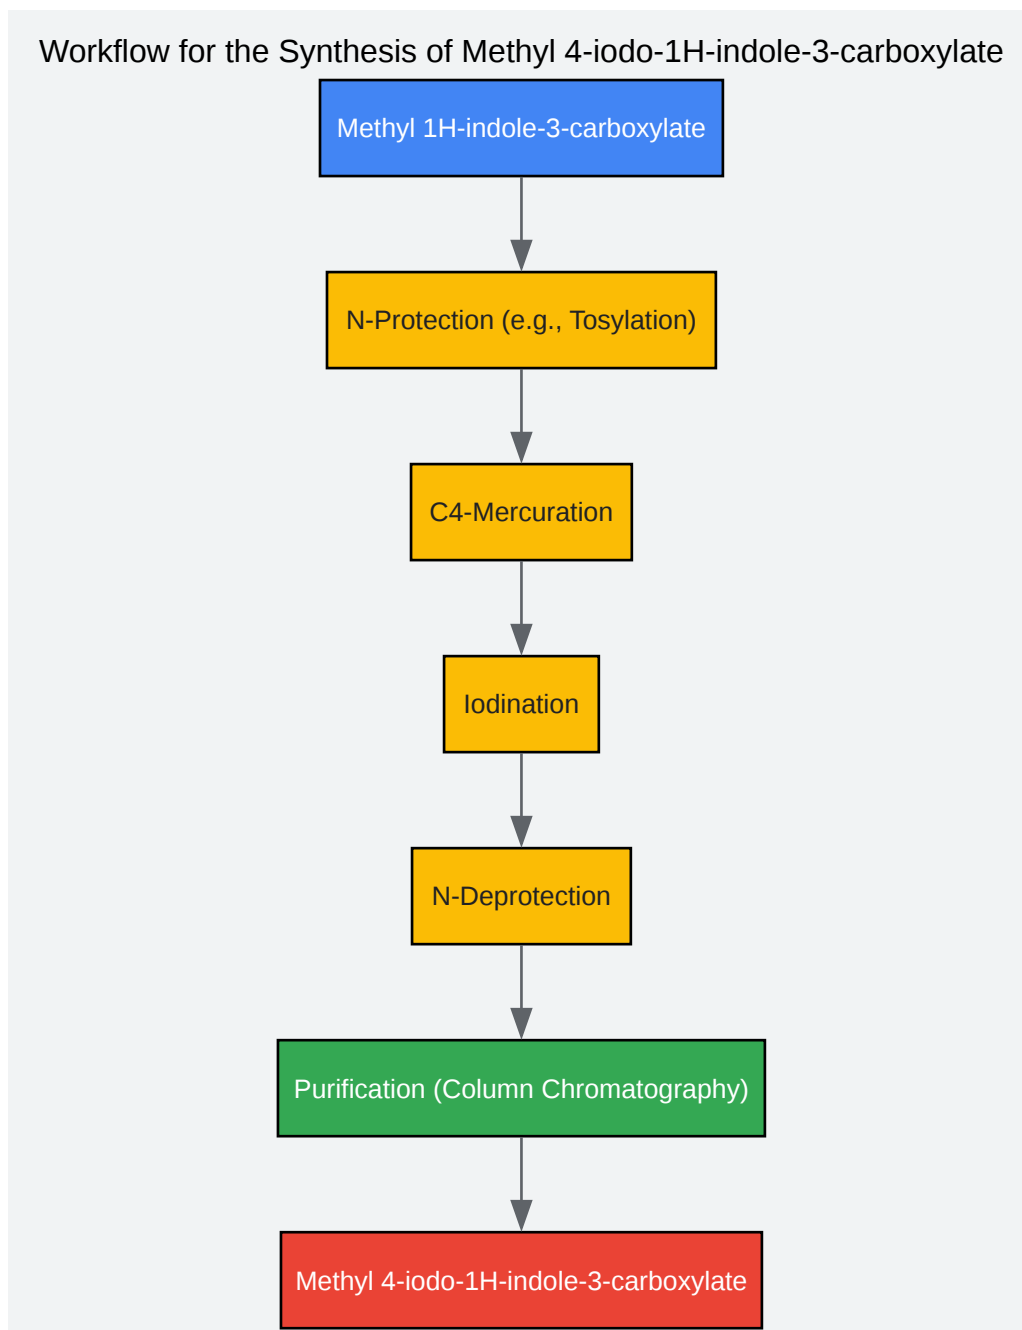 Workflow for the Synthesis of Methyl 4-iodo-1H-indole-3-carboxylate
Methyl 1H-indole-3-carboxylate
N-Protection (e.g., Tosylation)
C4-Mercuration
Iodination
N-Deprotection
Purification (Column Chromatography)
Methyl 4-iodo-1H-indole-3-carboxylate